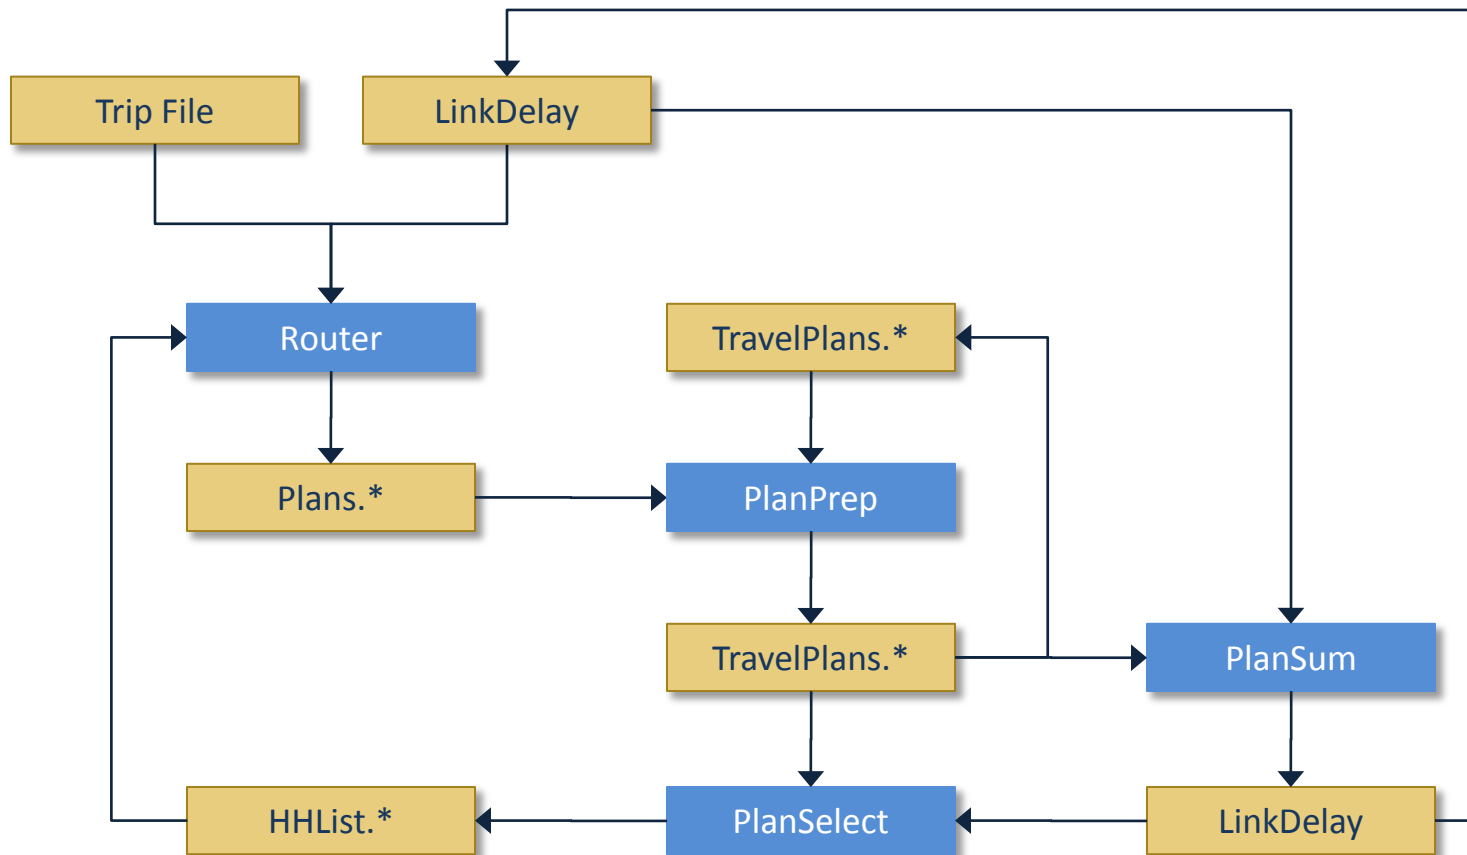 Trip File
LinkDelay
Router
TravelPlans.*
Plans.*
PlanPrep
TravelPlans.*
PlanSum
HHList.*
PlanSelect
LinkDelay